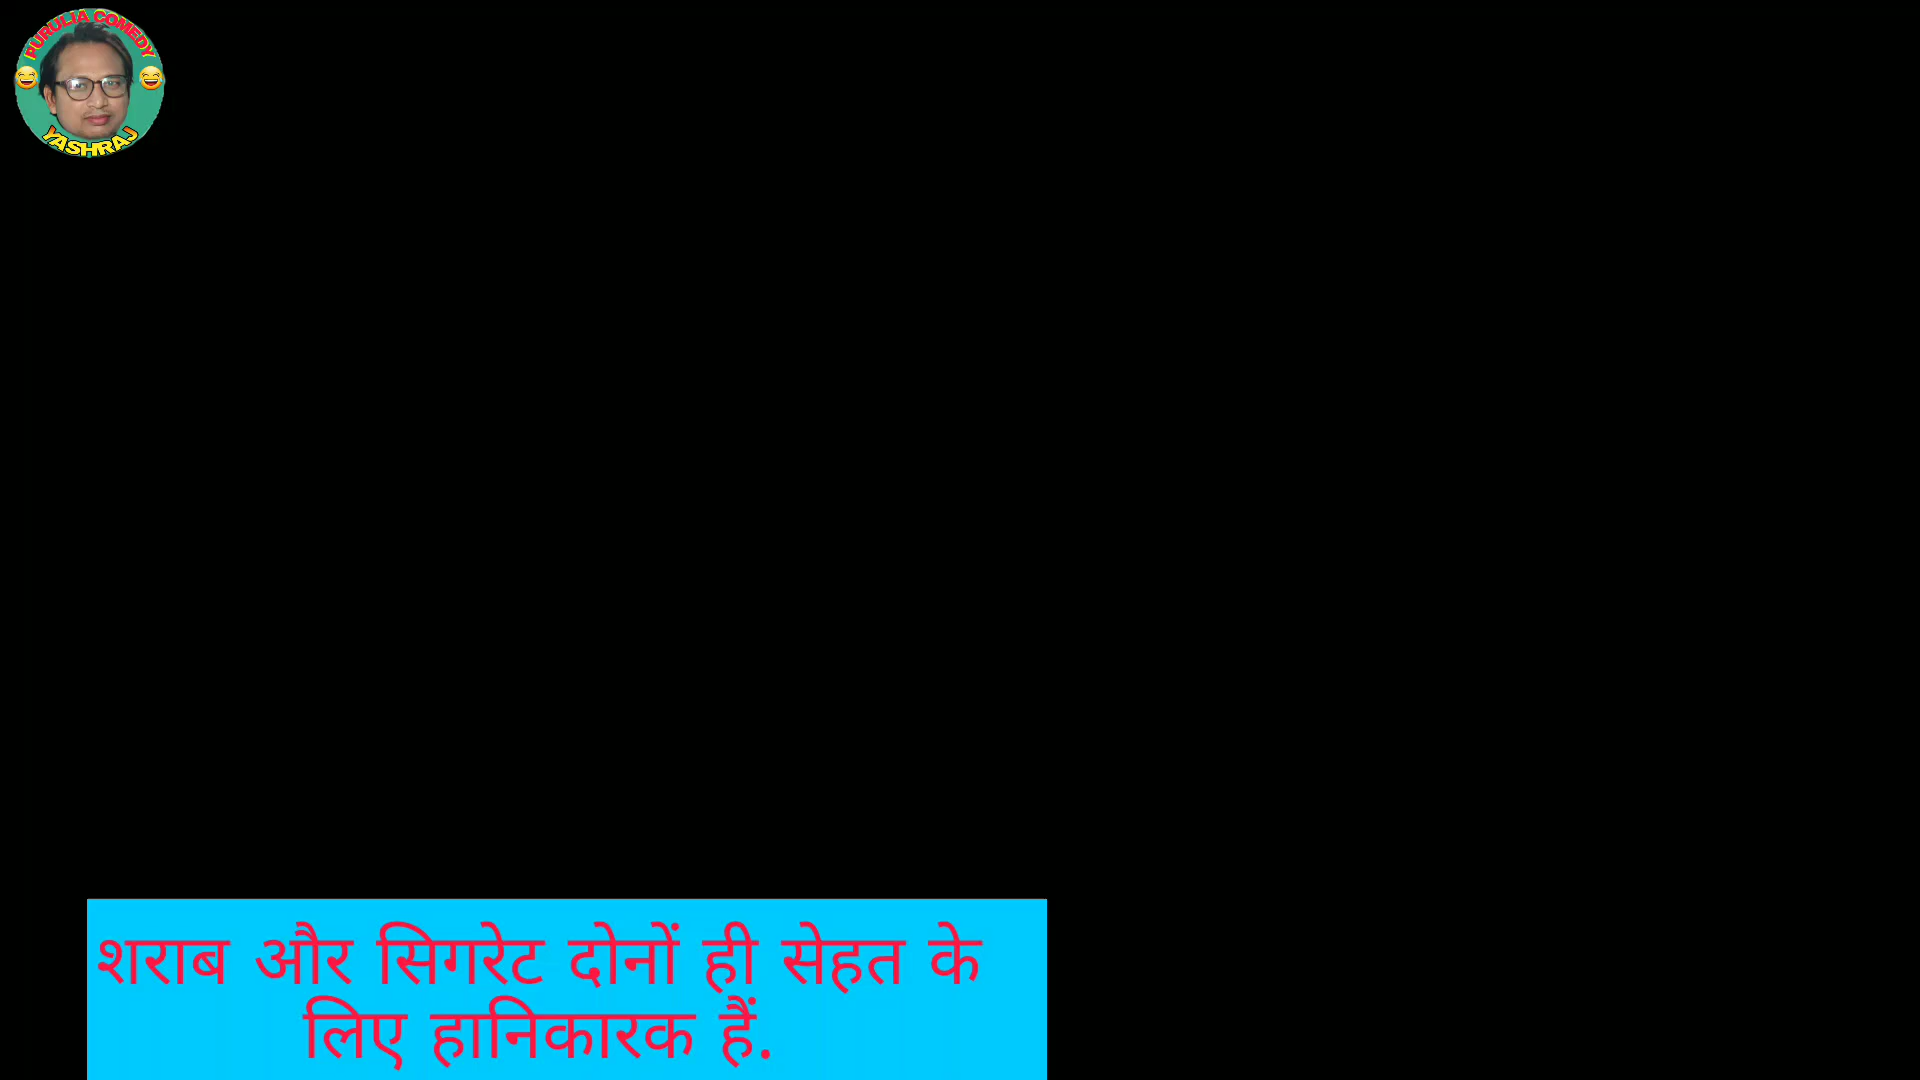 PURULIA COMEDY
YASHRAJ
शराब और सिगरेट दोनों ही सेहत के
लिए हानिकारक हैं.